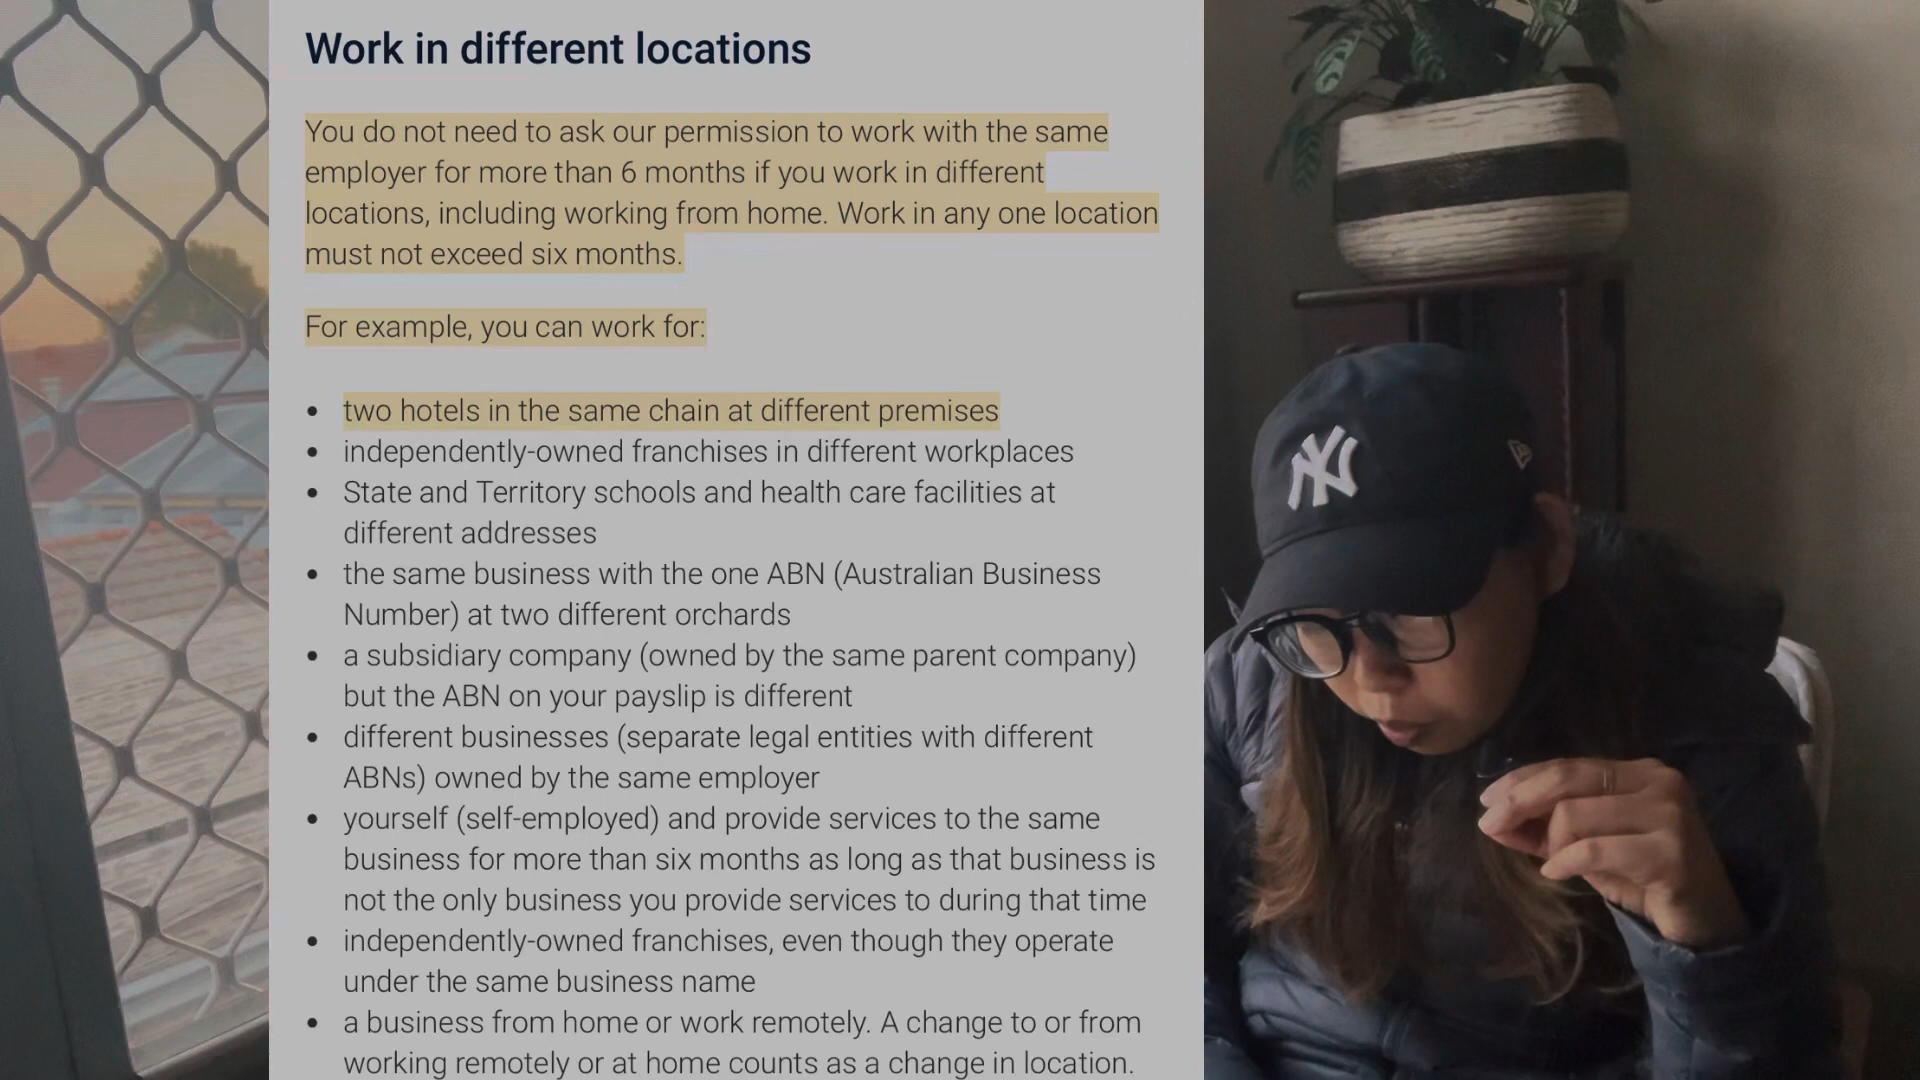 Work in different locations
You do not need to ask our permission to work with the same
employer for more than 6 months if you work in different
locations, including working from home. Work in any one location
must not exceed six months.
For example, you can work for:
• two hotels in the same chain at different premises
• independently-owned franchises in different workplaces
• State and Territory schools and health care facilities at
different addresses
• the same business with the one ABN (Australian Business
Number) at two different orchards
• a subsidiary company (owned by the same parent company)
but the ABN on your payslip is different
• different businesses (separate legal entities with different
ABNs) owned by the same employer
• yourself (self-employed) and provide services to the same
business for more than six months as long as that business is
not the only business you provide services to during that time
• independently-owned franchises, even though they operate
under the same business name
• a business from home or work remotely. A change to or from
working remotely or at home counts as a change in location.
NY